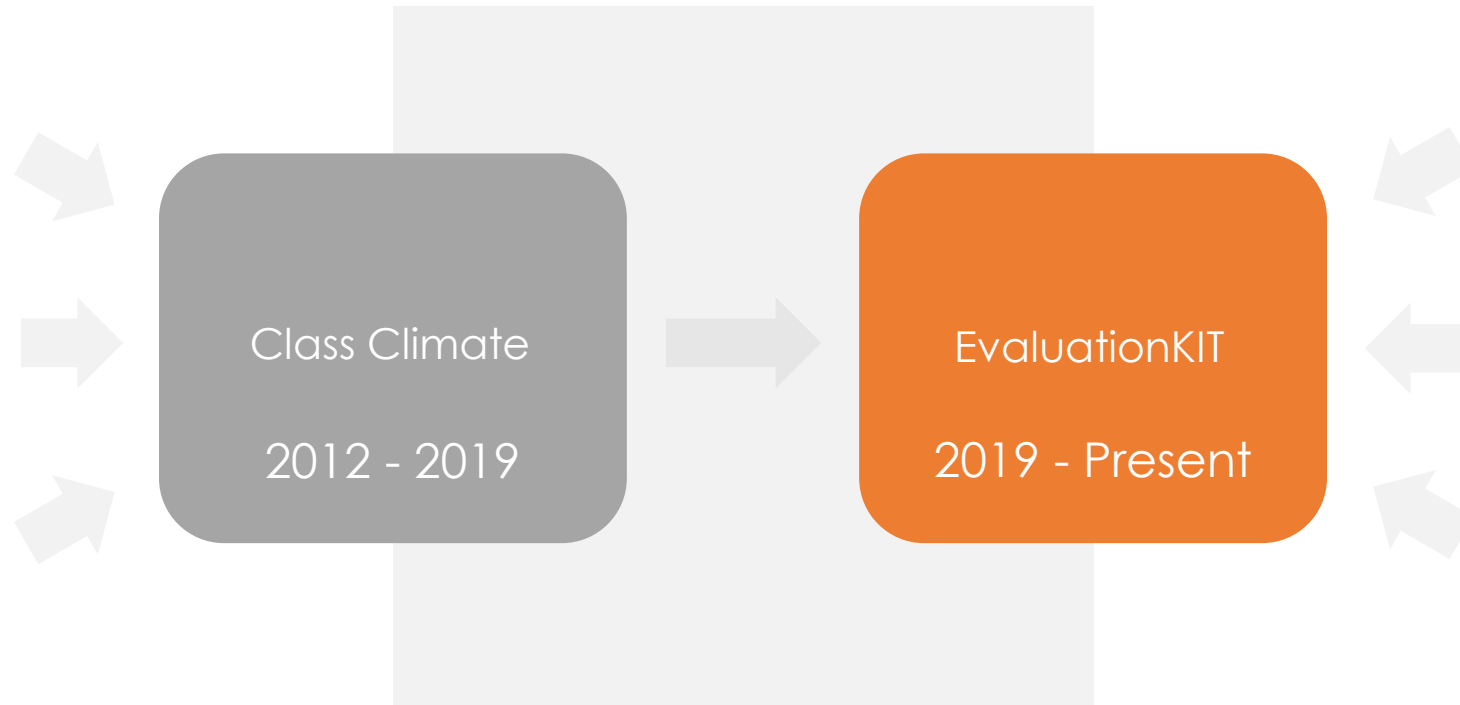 Class Climate
2012 - 2019
EvaluationKIT
2019 - Present